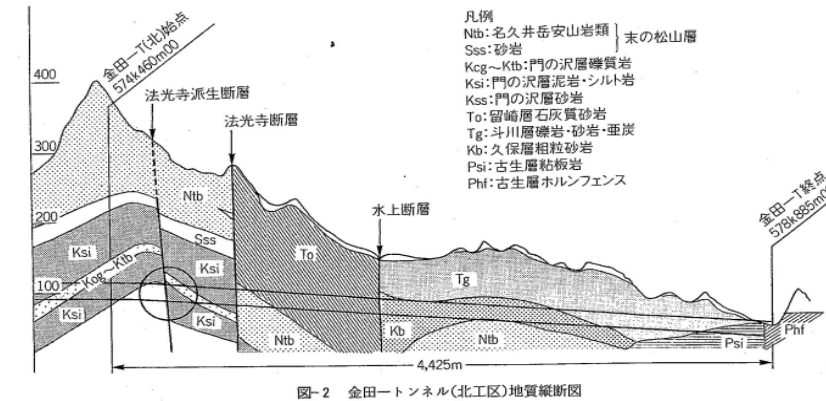 凡例
Ntb:名久井岳安山岩類
Sss:砂岩
末の松山層
Kcg〜Ktb:門の沢層礫質岩
Ksi:門の沢層泥岩・シルト岩
Kss:門の沢層砂岩
To:留崎層石灰質砂岩
Tg:斗川層礫岩・砂岩・亜炭
Kb:久保層粗粒砂岩
Psi:古生層粘板岩
Phf:古生層ホルンフェンス
金田一T(北)始点
574k460m00
法光寺派生断層
法光寺断層
水上断層
金田一T終点
400
300
200
100
Ntb
Sss
Ksi
Kcg〜Ktb
Ksi
Ksi
Ksi
To
Ntb
Tg
Kb
Ntb
Psi
Phf
4,425m
図-2 金田一トンネル(北工区)地質縦断図